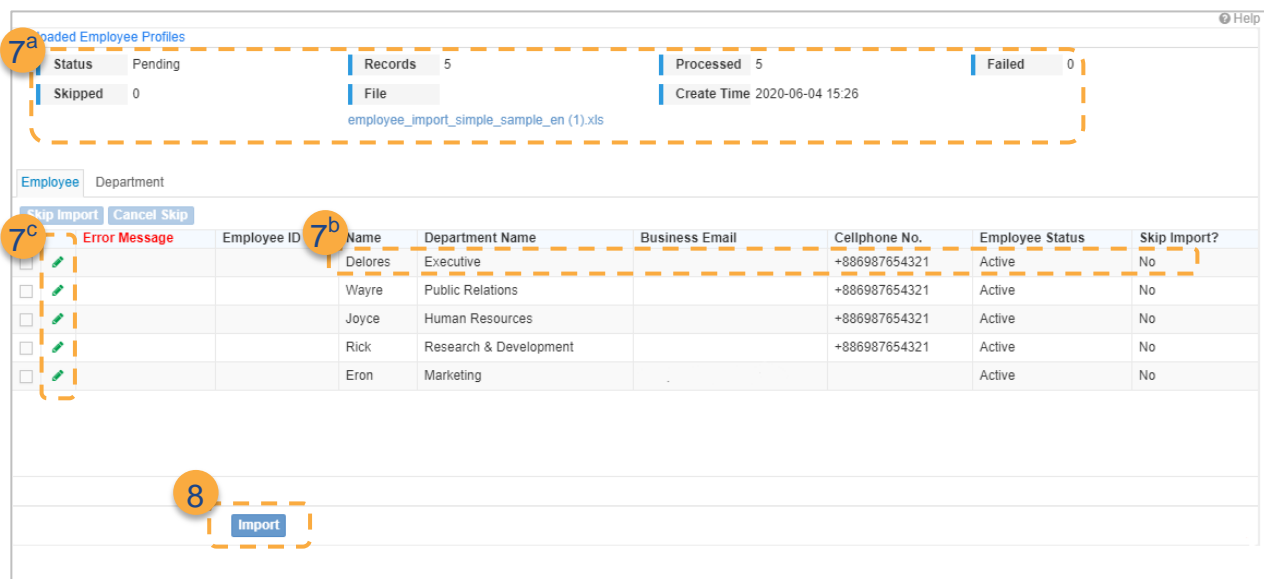 Help
oaded Employee Profiles
7a
Status Pending Records 5 Processed 5 Failed 0
Skipped 0 File Create Time 2020-06-04 15:26
employee_import_simple_sample_en (1).xls
Employee Department
Skip Import Cancel Skip
7c Error Message Employee ID 7b Name Department Name Business Email Cellphone No. Employee Status Skip Import?
Delores Executive +886987654321 Active No
Wayre Public Relations +886987654321 Active No
Joyce Human Resources +886987654321 Active No
Rick Research & Development +886987654321 Active No
Eron Marketing Active No
8
Import